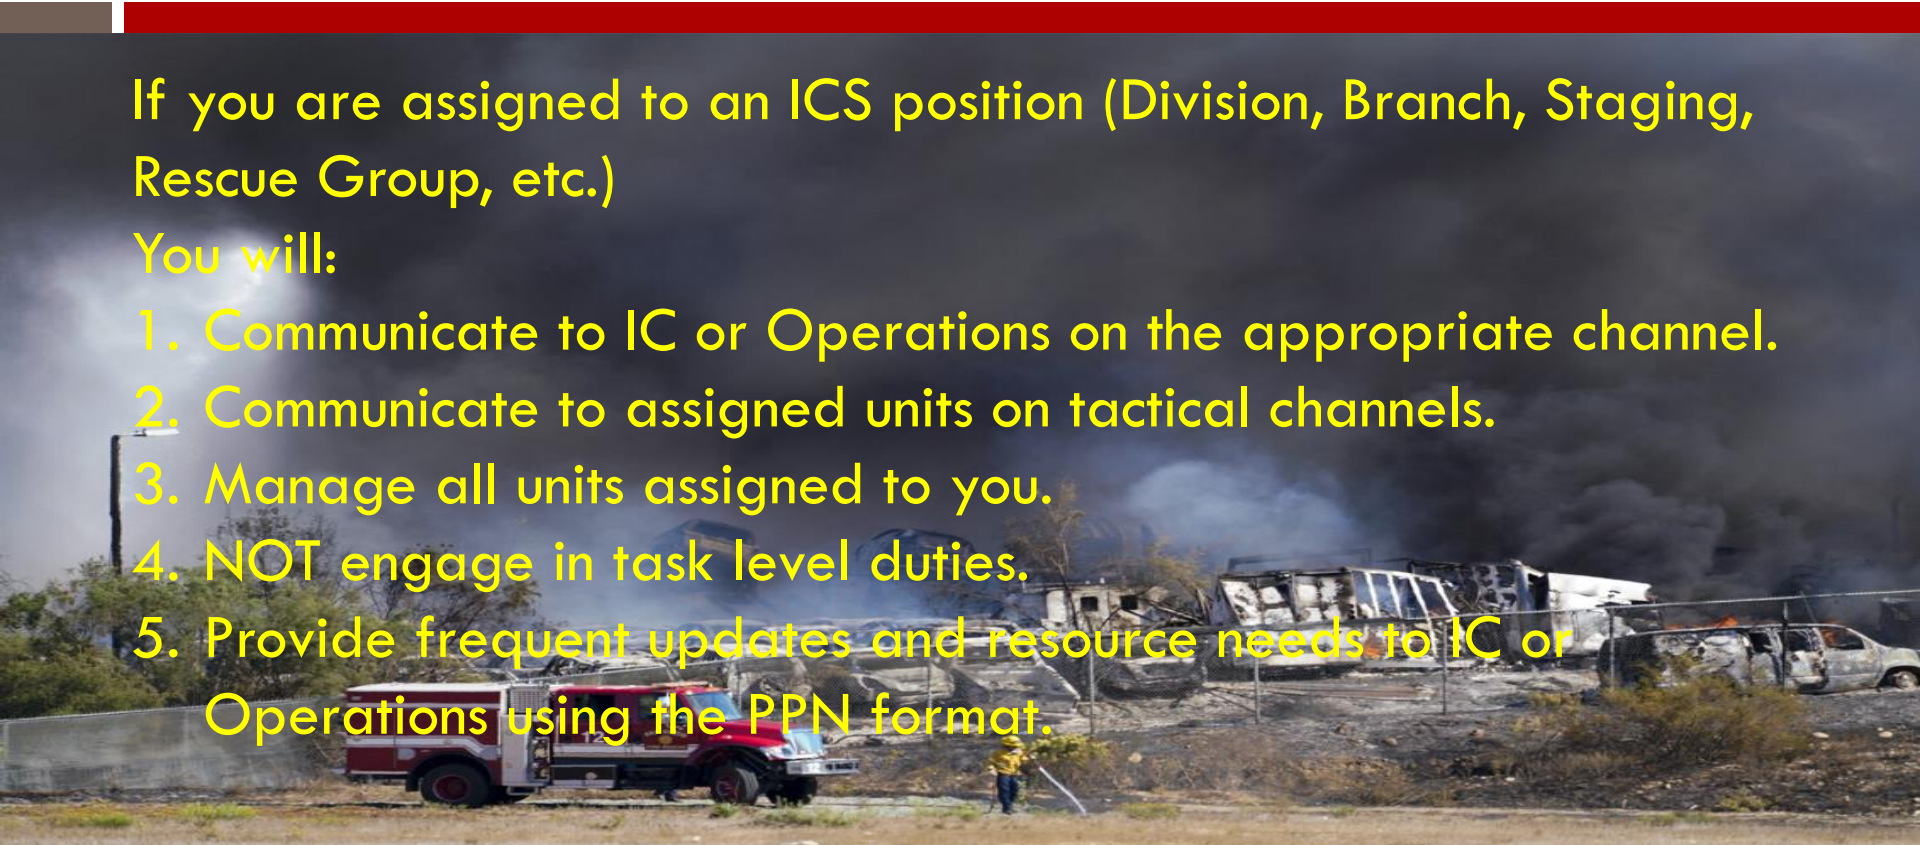 If you are assigned to an ICS position (Division, Branch, Staging,
Rescue Group, etc.)
You will:
1. Communicate to IC or Operations on the appropriate channel.
2. Communicate to assigned units on tactical channels.
3. Manage all units assigned to you.
4. NOT engage in task level duties.
5. Provide frequent updates and resource needs to IC or
Operations using the PPN format.
12